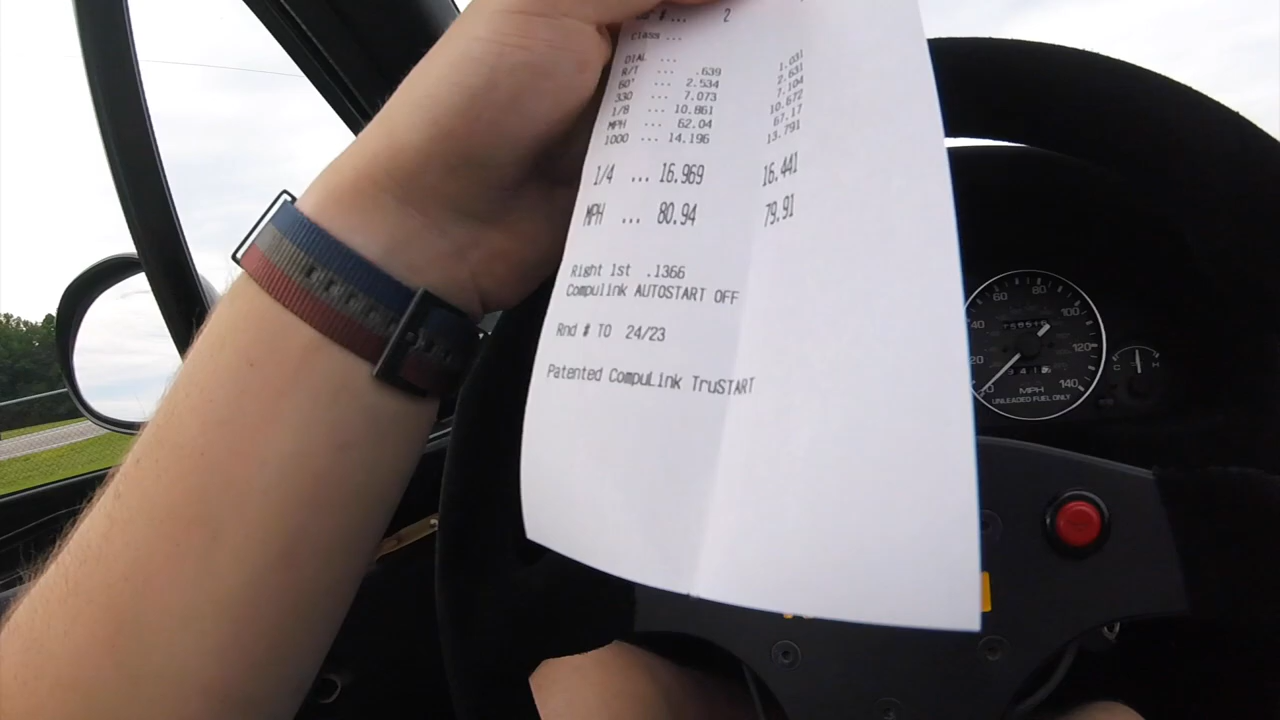 # ... 2
Class ...
DIAL ...
R/T ... .639 1.031
60' ... 2.534 2.631
330 ... 7.073 7.104
1/8 ... 10.861 10.672
MPH ... 62.04 67.17
1000 ... 14.196 13.791
1/4 ... 16.969 16.441
MPH ... 80.94 79.91
Right 1st .1366
Compulink AUTOSTART OFF
Rnd # TO 24/23
Patented CompuLink TruSTART
20 40 60 80 100 120 140
MPH
UNLEADED FUEL ONLY
C H